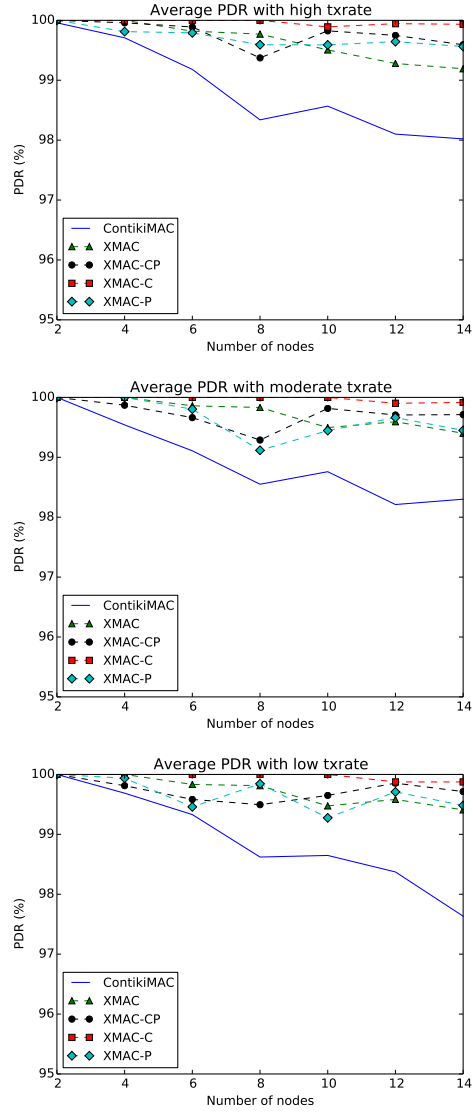 Average PDR with high txrate
100
99
98
97
96
95
PDR (%)
ContikiMAC
XMAC
XMAC-CP
XMAC-C
XMAC-P
2 4 6 8 10 12 14
Number of nodes
Average PDR with moderate txrate
100
99
98
97
96
95
PDR (%)
ContikiMAC
XMAC
XMAC-CP
XMAC-C
XMAC-P
2 4 6 8 10 12 14
Number of nodes
Average PDR with low txrate
100
99
98
97
96
95
PDR (%)
ContikiMAC
XMAC
XMAC-CP
XMAC-C
XMAC-P
2 4 6 8 10 12 14
Number of nodes